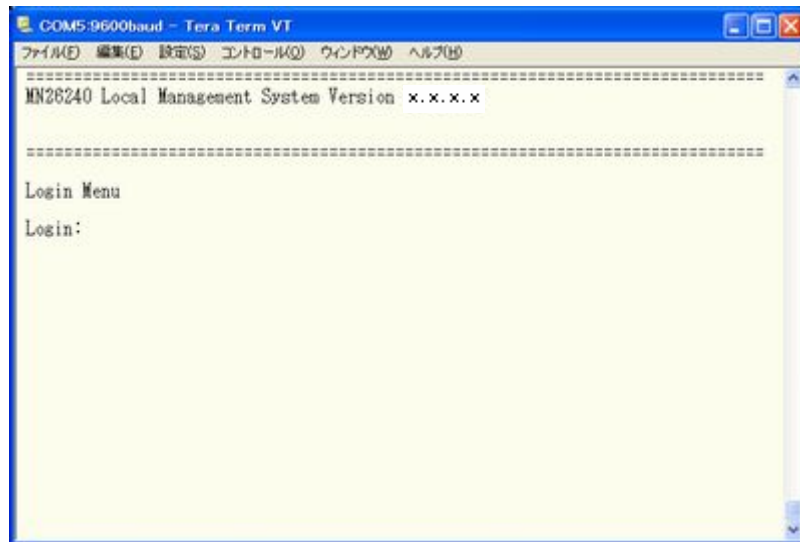 COM5:9600baud - Tera Term VT
ファイル(F) 編集(E) 設定(S) コントロール(O) ウィンドウ(W) ヘルプ(H)
=============================================================================
MN26240 Local Management System Version x.x.x.x
=============================================================================
Login Menu
Login: